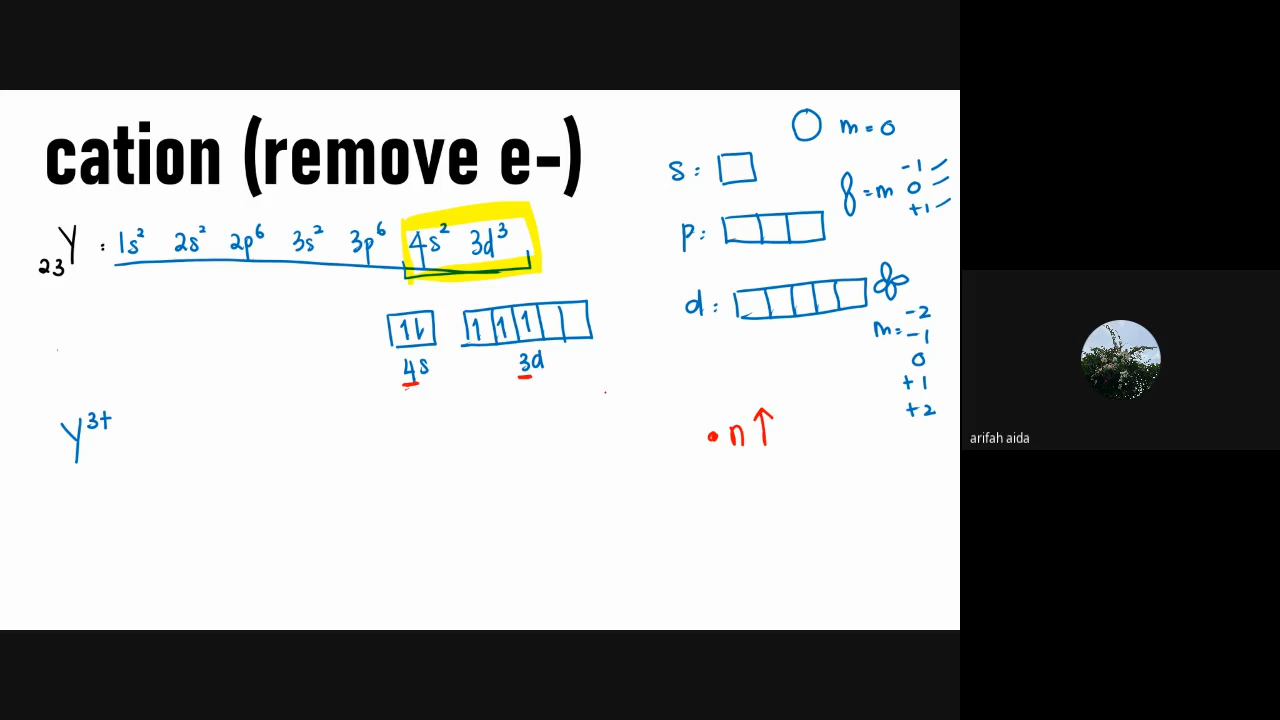 cation (remove e-)
₂₃Y : 1s² 2s² 2p⁶ 3s² 3p⁶ 4s² 3d³
4s 3d
Y³⁺
m = 0
s :
= m -1
0
+1
p :
d :
m = -2
-1
0
+1
+2
• n ↑
arifah aida